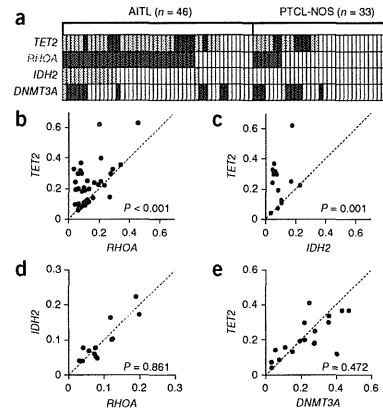 a
AITL (n = 46)
PTCL-NOS (n = 33)
TET2
RHOA
IDH2
DNMT3A
b
TET2
0.6
0.4
0.2
0
0
0.2
0.4
0.6
P < 0.001
RHOA
c
TET2
0.6
0.4
0.2
0
0
0.2
0.4
0.6
P = 0.001
IDH2
d
IDH2
0.3
0.2
0.1
0
0
0.1
0.2
0.3
P = 0.861
RHOA
e
TET2
0.6
0.4
0.2
0
0
0.2
0.4
0.6
P = 0.472
DNMT3A